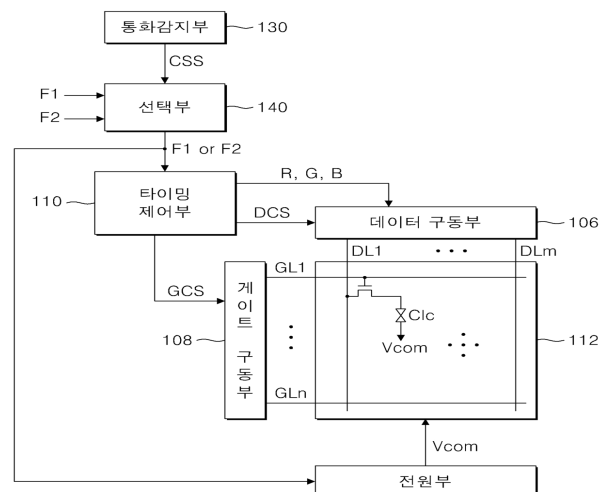 통화감지부
130
CSS
F1
F2
선택부
140
F1 or F2
110
타이밍
제어부
R, G, B
DCS
데이터 구동부
106
DL1
DLm
GCS
GL1
108
게이트 구동부
Clc
Vcom
112
GLn
Vcom
전원부